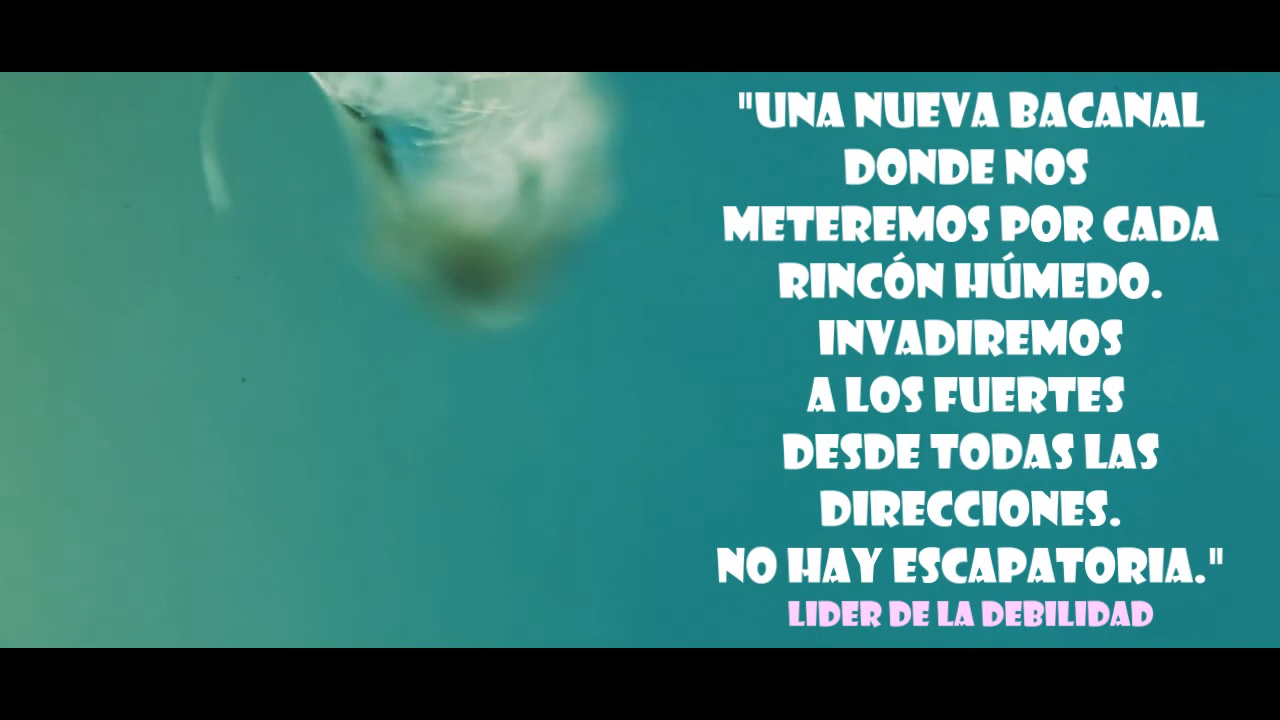 "UNA NUEVA BACANAL
DONDE NOS
METEREMOS POR CADA
RINCÓN HÚMEDO.
INVADIREMOS
A LOS FUERTES
DESDE TODAS LAS
DIRECCIONES.
NO HAY ESCAPATORIA."
LIDER DE LA DEBILIDAD